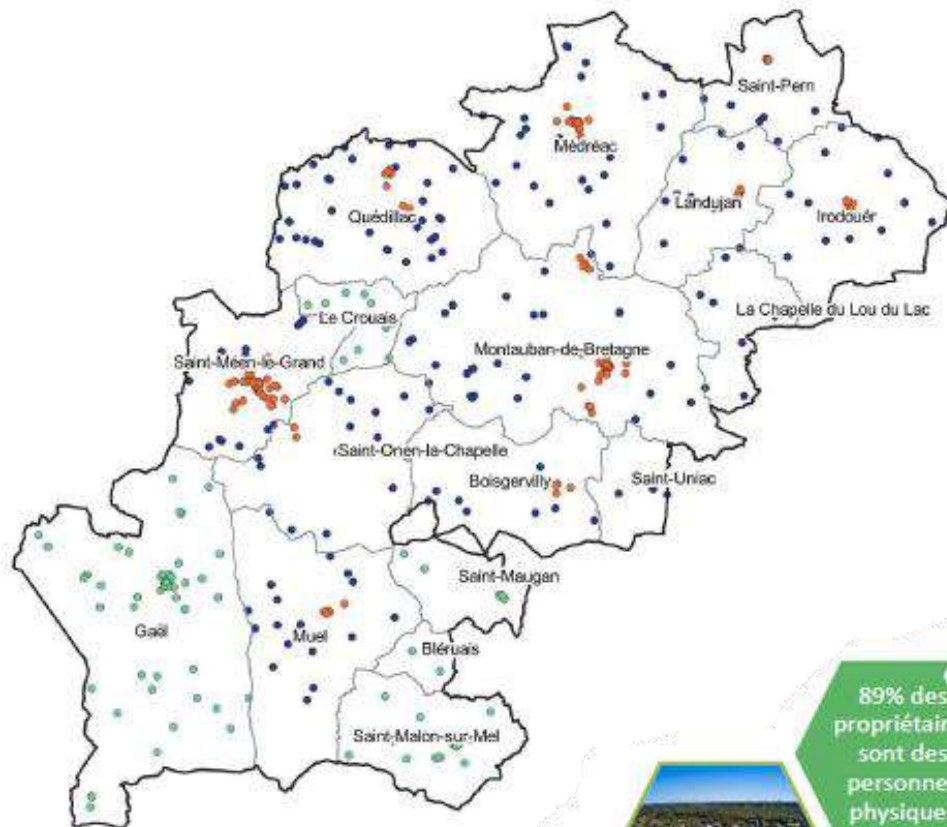 Saint-Pern
Médréac
Landujan
Irodouër
Quédillac
La Chapelle du Lou du Lac
Le Crouais
Montauban-de-Bretagne
Saint-Méen-le-Grand
Saint-Onen-la-Chapelle
Boisgervilly
Saint-Uniac
Saint-Maugan
Gaël
Muel
Bléruais
Saint-Malon-sur-Mel
89% des
propriétair
sont des
personne
physique